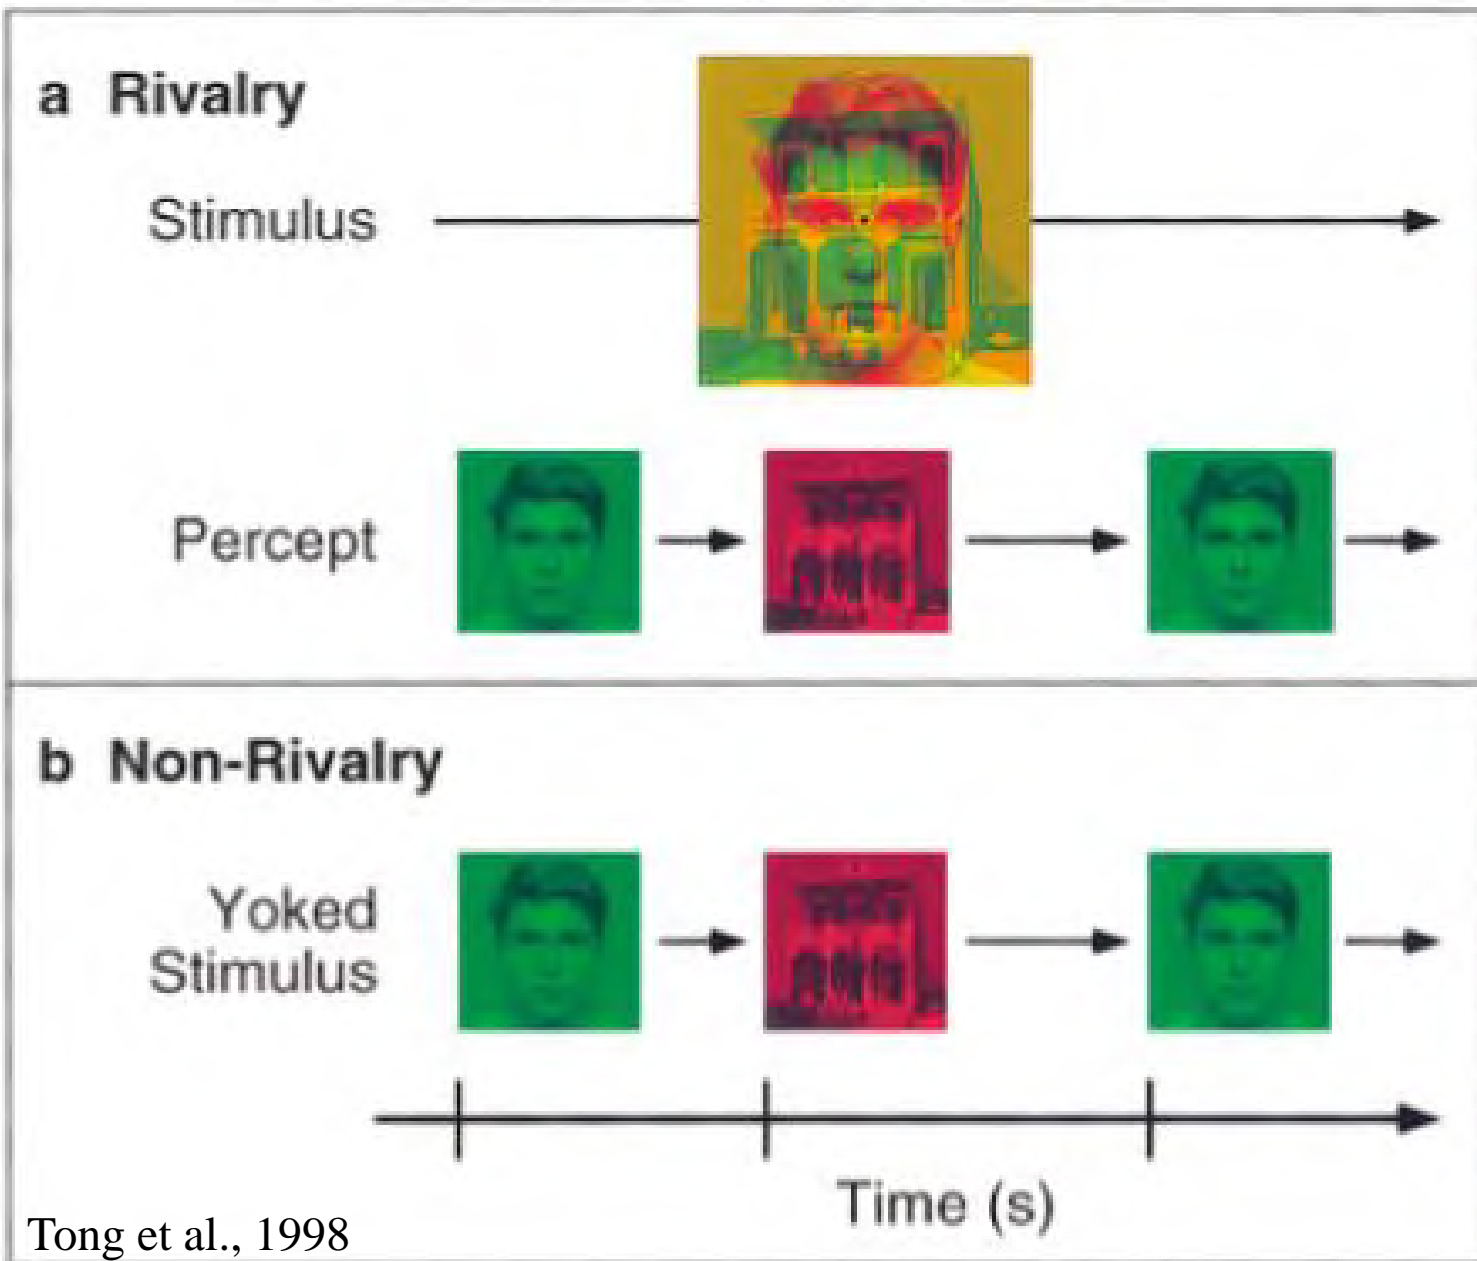 a Rivalry
Stimulus
Percept
b Non-Rivalry
Yoked
Stimulus
Time (s)
Tong et al., 1998